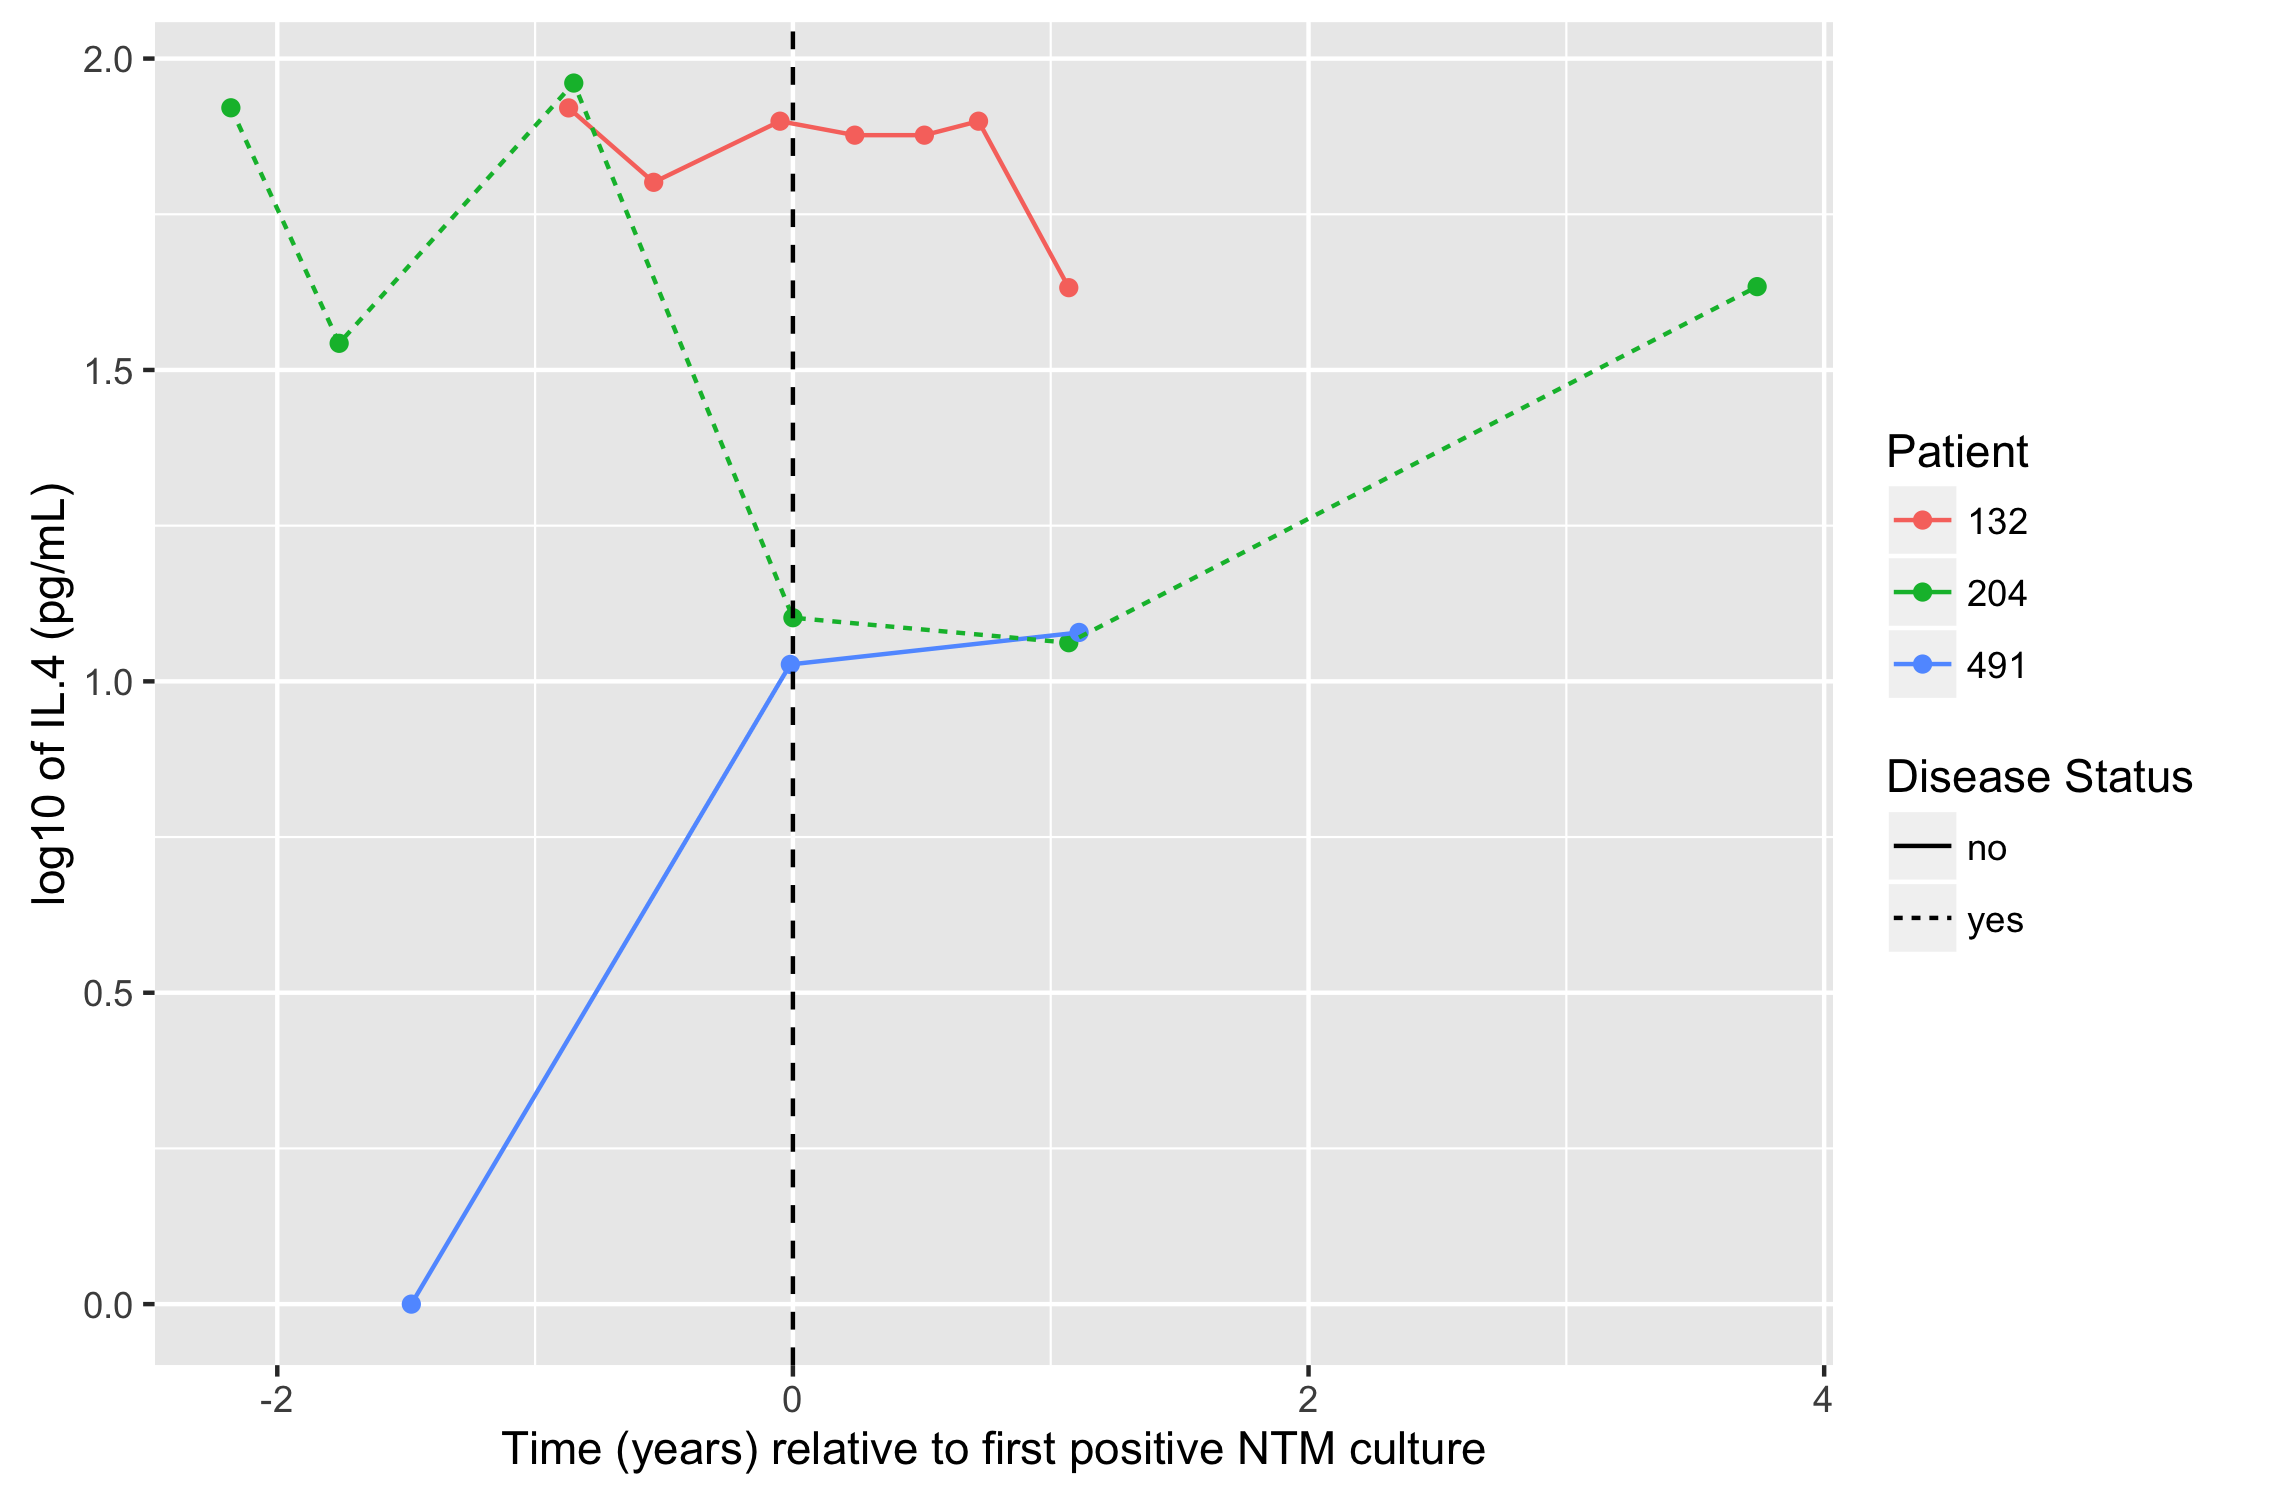 log10 of IL.4 (pg/mL)
2.0
1.5
1.0
0.5
0.0
-2 0 2 4
Time (years) relative to first positive NTM culture
Patient
132
204
491
Disease Status
no
yes